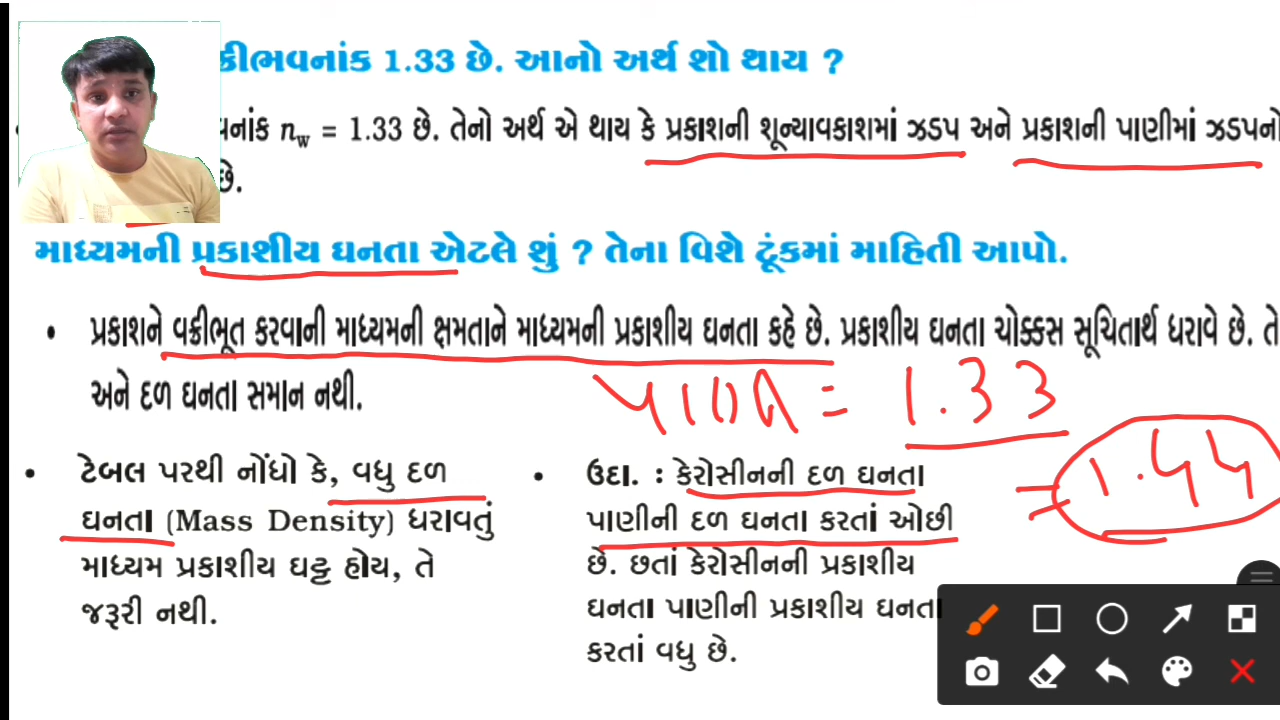 ક્રીભવનાંક 1.33 છે. આનો અર્થ શો થાય ?
નાંક nw = 1.33 છે. તેનો અર્થ એ થાય કે પ્રકાશની શૂન્યાવકાશમાં ઝડપ અને પ્રકાશની પાણીમાં ઝડપનો
છે.
માધ્યમની પ્રકાશીય ઘનતા એટલે શું ? તેના વિશે ટૂંકમાં માહિતી આપો.
• પ્રકાશને વક્રીભૂત કરવાની માધ્યમની ક્ષમતાને માધ્યમની પ્રકાશીય ઘનતા કહે છે. પ્રકાશીય ઘનતા ચોક્કસ સૂચિતાર્થ ધરાવે છે. તે
અને દળ ઘનતા સમાન નથી.
= 1.33
• ટેબલ પરથી નોંધો કે, વધુ દળ
ઘનતા (Mass Density) ધરાવતું
માધ્યમ પ્રકાશીય ઘટ્ટ હોય, તે
જરૂરી નથી.
• ઉદા. : કેરોસીનની દળ ઘનતા
પાણીની દળ ઘનતા કરતાં ઓછી
છે. છતાં કેરોસીનની પ્રકાશીય
ઘનતા પાણીની પ્રકાશીય ઘનતા
કરતાં વધુ છે.
= 1.44